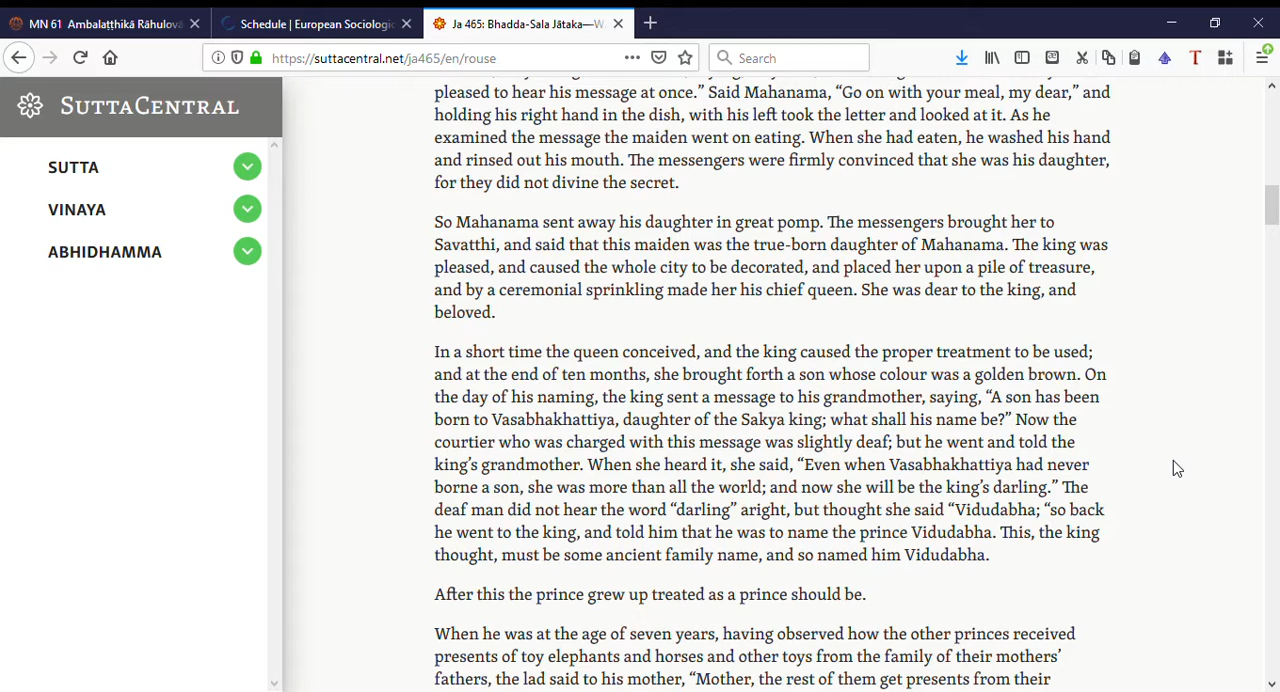 MN 61 Ambalaṭṭhikā Rāhulovā
Schedule | European Sociologic
Ja 465: Bhadda-Sala Jātaka—W
https://suttacentral.net/ja465/en/rouse
Search
SUTTACENTRAL
SUTTA
VINAYA
ABHIDHAMMA
pleased to hear his message at once.” Said Mahanama, “Go on with your meal, my dear,” and
holding his right hand in the dish, with his left took the letter and looked at it. As he
examined the message the maiden went on eating. When she had eaten, he washed his hand
and rinsed out his mouth. The messengers were firmly convinced that she was his daughter,
for they did not divine the secret.
So Mahanama sent away his daughter in great pomp. The messengers brought her to
Savatthi, and said that this maiden was the true-born daughter of Mahanama. The king was
pleased, and caused the whole city to be decorated, and placed her upon a pile of treasure,
and by a ceremonial sprinkling made her his chief queen. She was dear to the king, and
beloved.
In a short time the queen conceived, and the king caused the proper treatment to be used;
and at the end of ten months, she brought forth a son whose colour was a golden brown. On
the day of his naming, the king sent a message to his grandmother, saying, “A son has been
born to Vasabhakhattiya, daughter of the Sakya king; what shall his name be?” Now the
courtier who was charged with this message was slightly deaf; but he went and told the
king’s grandmother. When she heard it, she said, “Even when Vasabhakhattiya had never
borne a son, she was more than all the world; and now she will be the king’s darling.” The
deaf man did not hear the word “darling” aright, but thought she said “Vidudabha; “so back
he went to the king, and told him that he was to name the prince Vidudabha. This, the king
thought, must be some ancient family name, and so named him Vidudabha.
After this the prince grew up treated as a prince should be.
When he was at the age of seven years, having observed how the other princes received
presents of toy elephants and horses and other toys from the family of their mothers’
fathers, the lad said to his mother, “Mother, the rest of them get presents from their